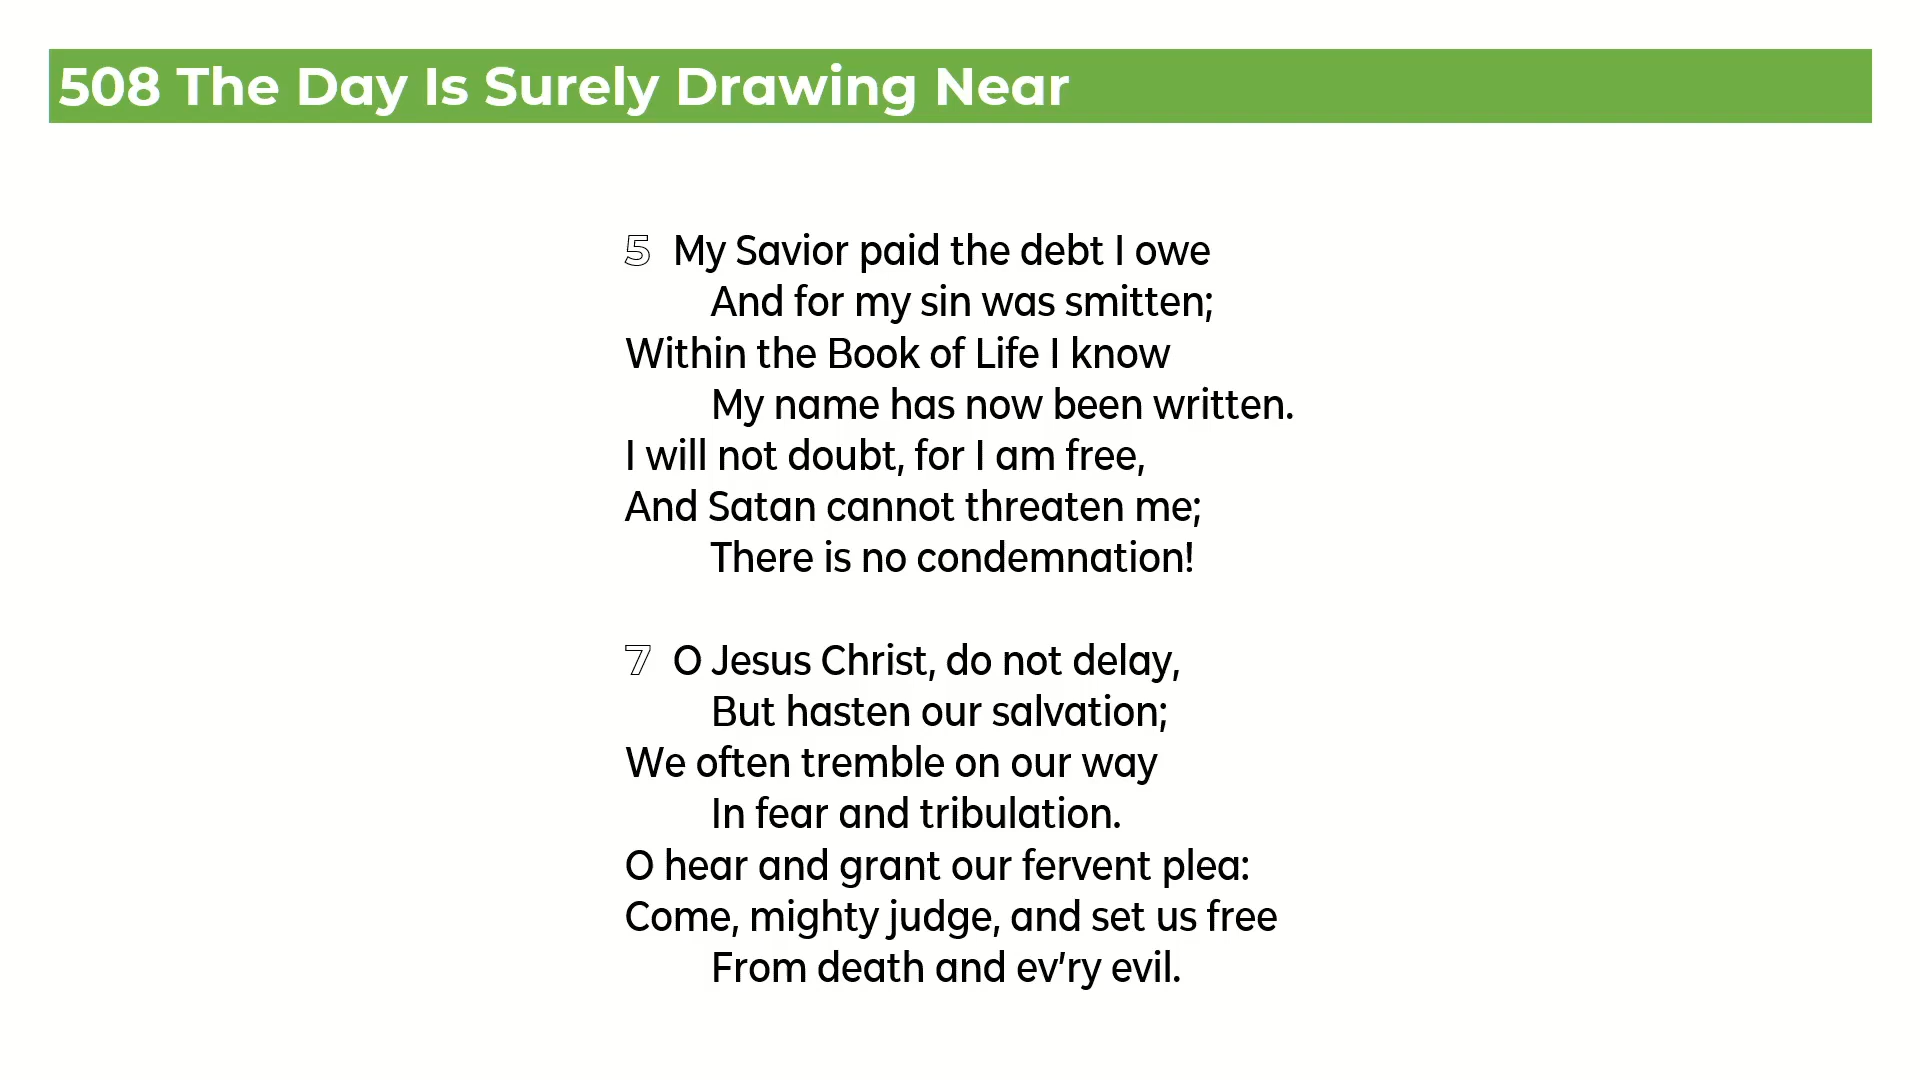 508 The Day Is Surely Drawing Near
5 My Savior paid the debt I owe
And for my sin was smitten;
Within the Book of Life I know
My name has now been written.
I will not doubt, for I am free,
And Satan cannot threaten me;
There is no condemnation!
7 O Jesus Christ, do not delay,
But hasten our salvation;
We often tremble on our way
In fear and tribulation.
O hear and grant our fervent plea:
Come, mighty judge, and set us free
From death and ev’ry evil.